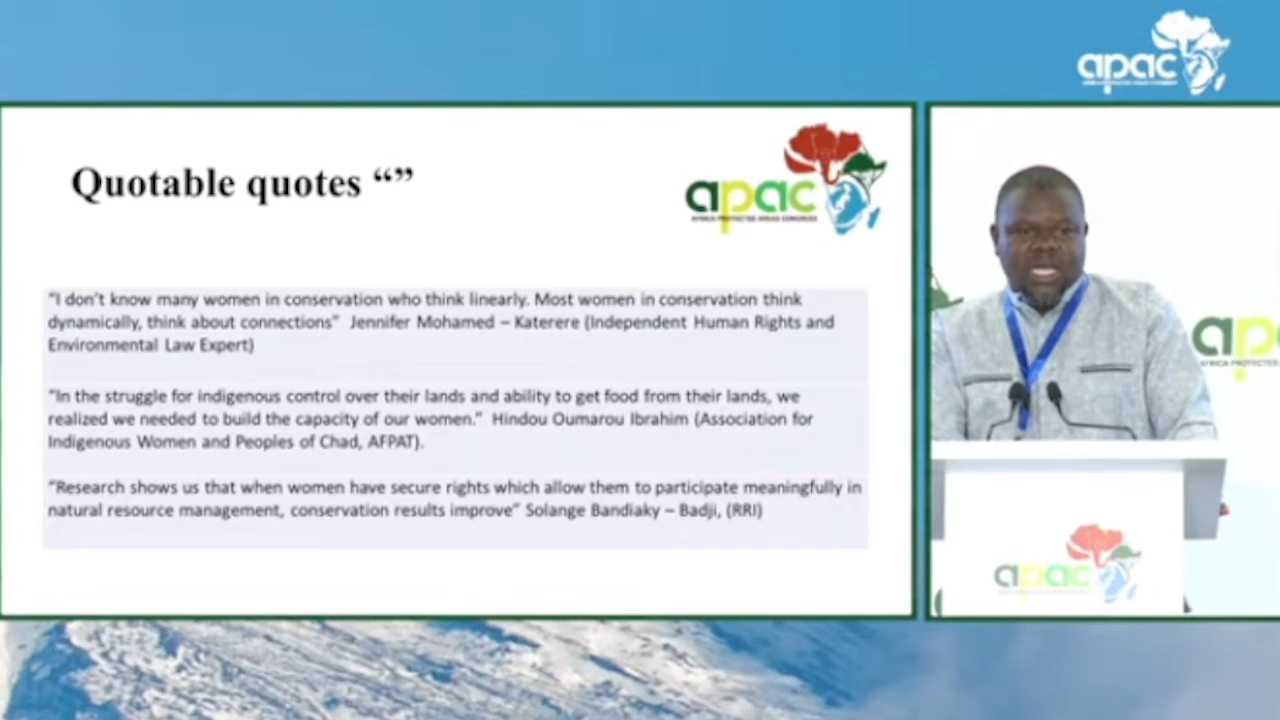 apac
Quotable quotes “”
apac
AFRICA PROTECTED AREAS CONGRESS
“I don’t know many women in conservation who think linearly. Most women in conservation think
dynamically, think about connections”  Jennifer Mohamed – Katerere (Independent Human Rights and
Environmental Law Expert)
“In the struggle for indigenous control over their lands and ability to get food from their lands, we
realized we needed to build the capacity of our women.”  Hindou Oumarou Ibrahim (Association for
Indigenous Women and Peoples of Chad, AFPAT).
“Research shows us that when women have secure rights which allow them to participate meaningfully in
natural resource management, conservation results improve” Solange Bandiaky – Badji, (RRI)
ap
AFRICA PROTECTED
apac